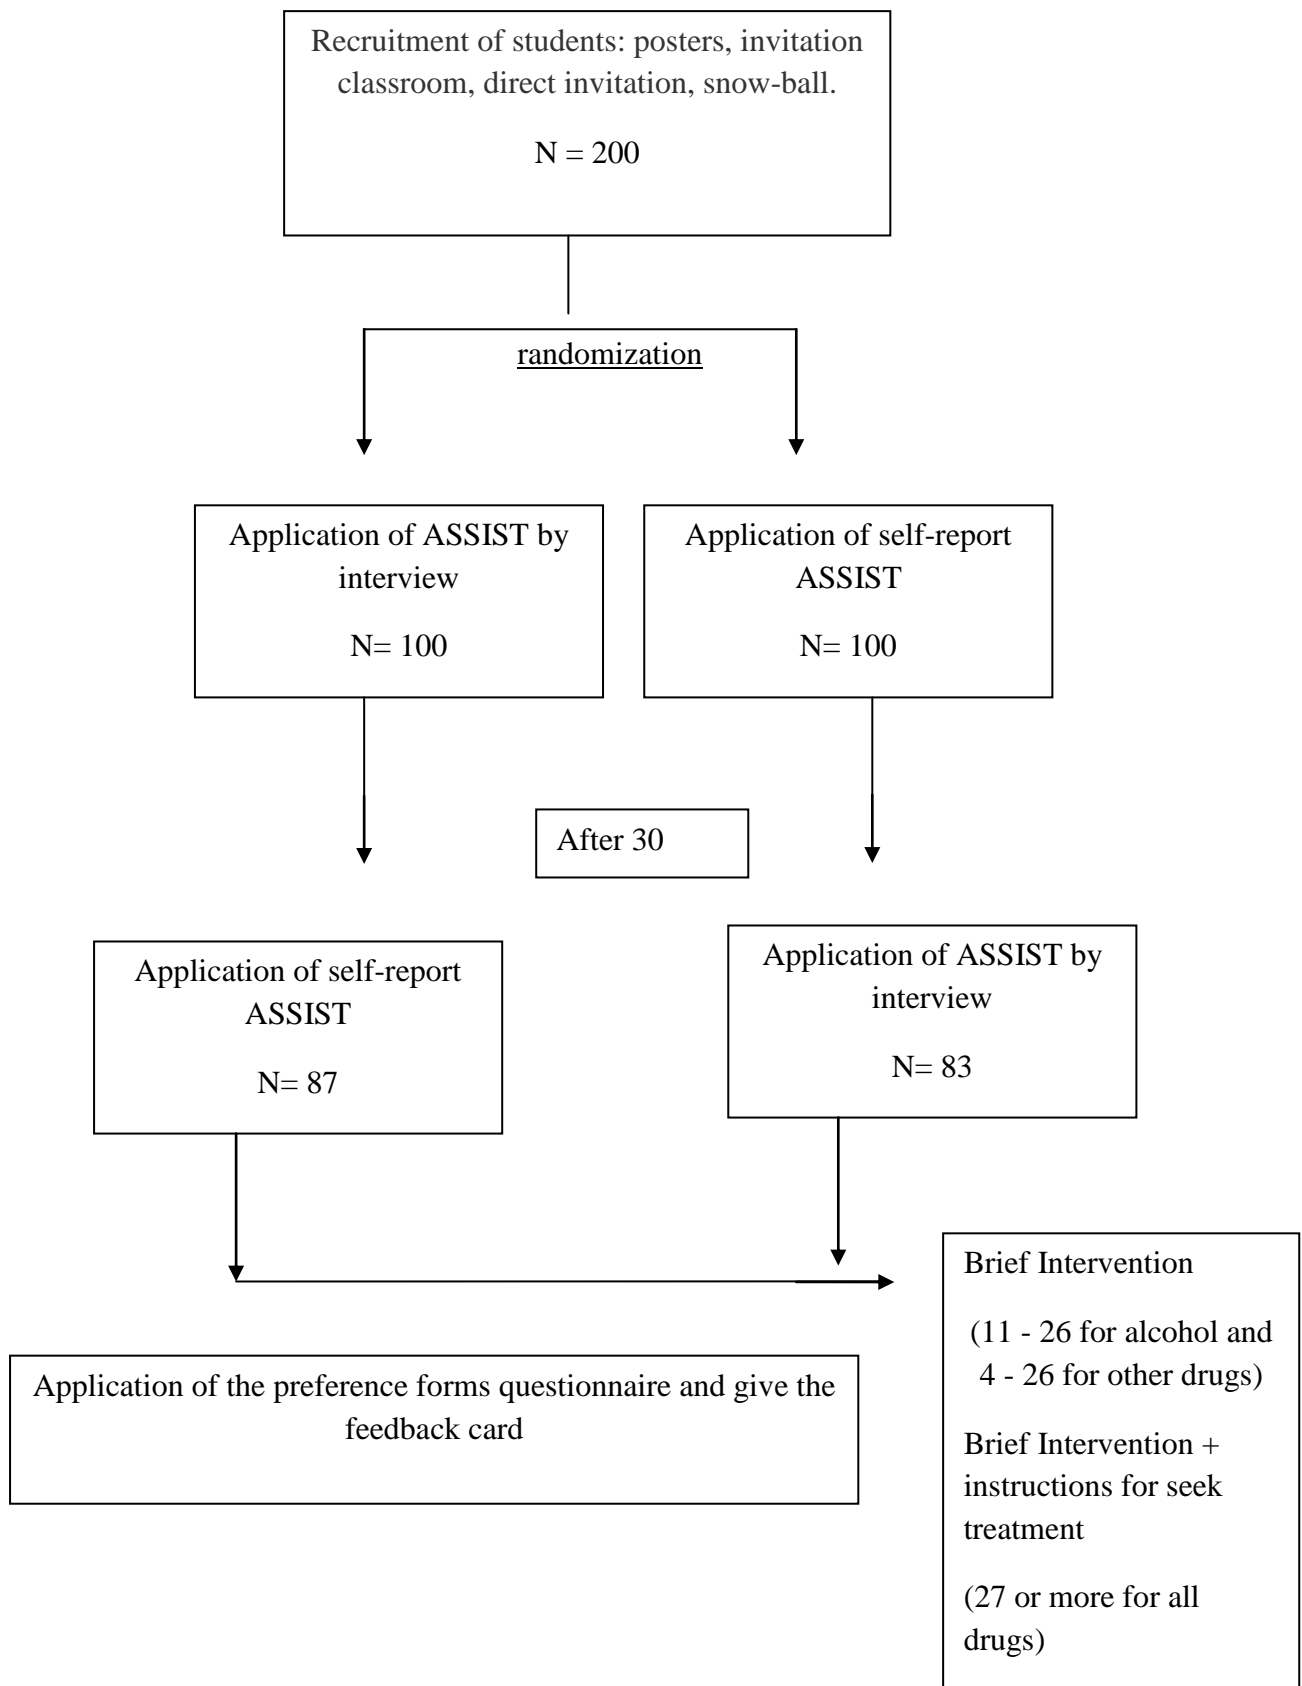 Recruitment of students: posters, invitation
classroom, direct invitation, snow-ball.
N = 200
randomization
Application of ASSIST by
interview
N= 100
Application of self-report
ASSIST
N= 100
After 30
Application of self-report
ASSIST
N= 87
Application of ASSIST by
interview
N= 83
Brief Intervention
(11 - 26 for alcohol and
4 - 26 for other drugs)
Brief Intervention +
instructions for seek
treatment
(27 or more for all
drugs)
Application of the preference forms questionnaire and give the
feedback card